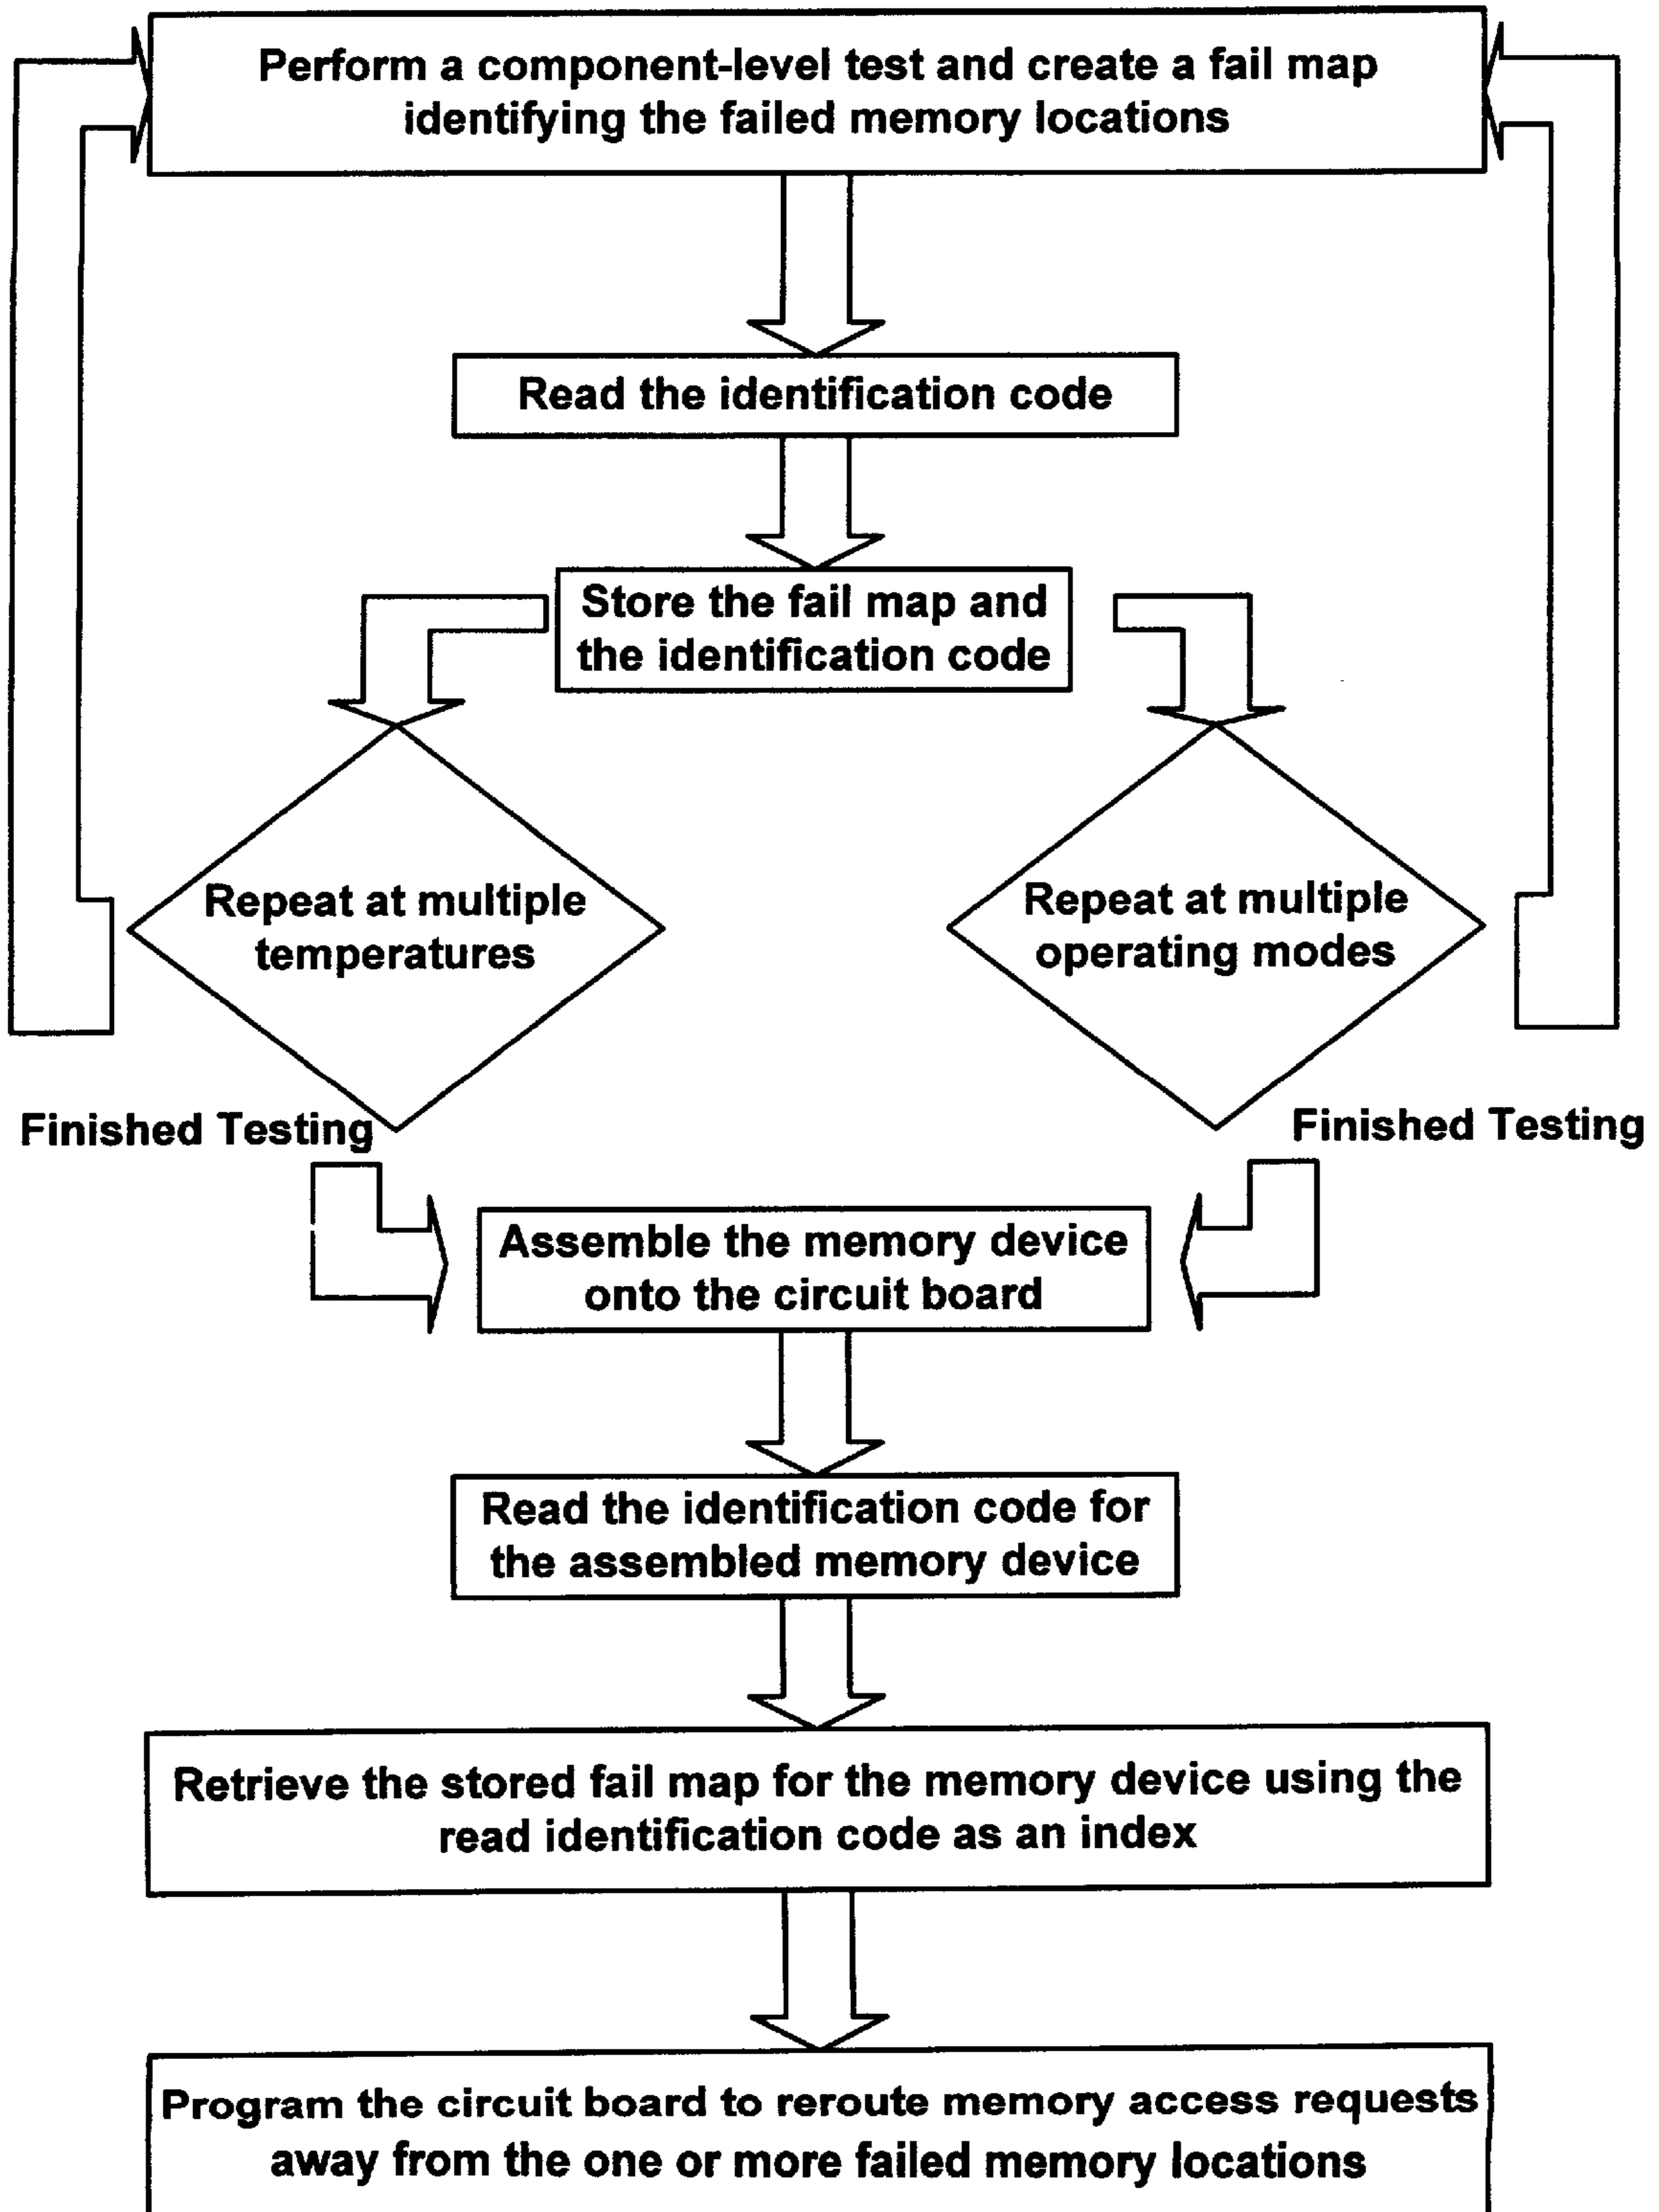 Perform a component-level test and create a fail map
identifying the failed memory locations
Read the identification code
Store the fail map and
the identification code
Repeat at multiple
temperatures
Repeat at multiple
operating modes
Finished Testing
Finished Testing
Assemble the memory device
onto the circuit board
Read the identification code for
the assembled memory device
Retrieve the stored fail map for the memory device using the
read identification code as an index
Program the circuit board to reroute memory access requests
away from the one or more failed memory locations